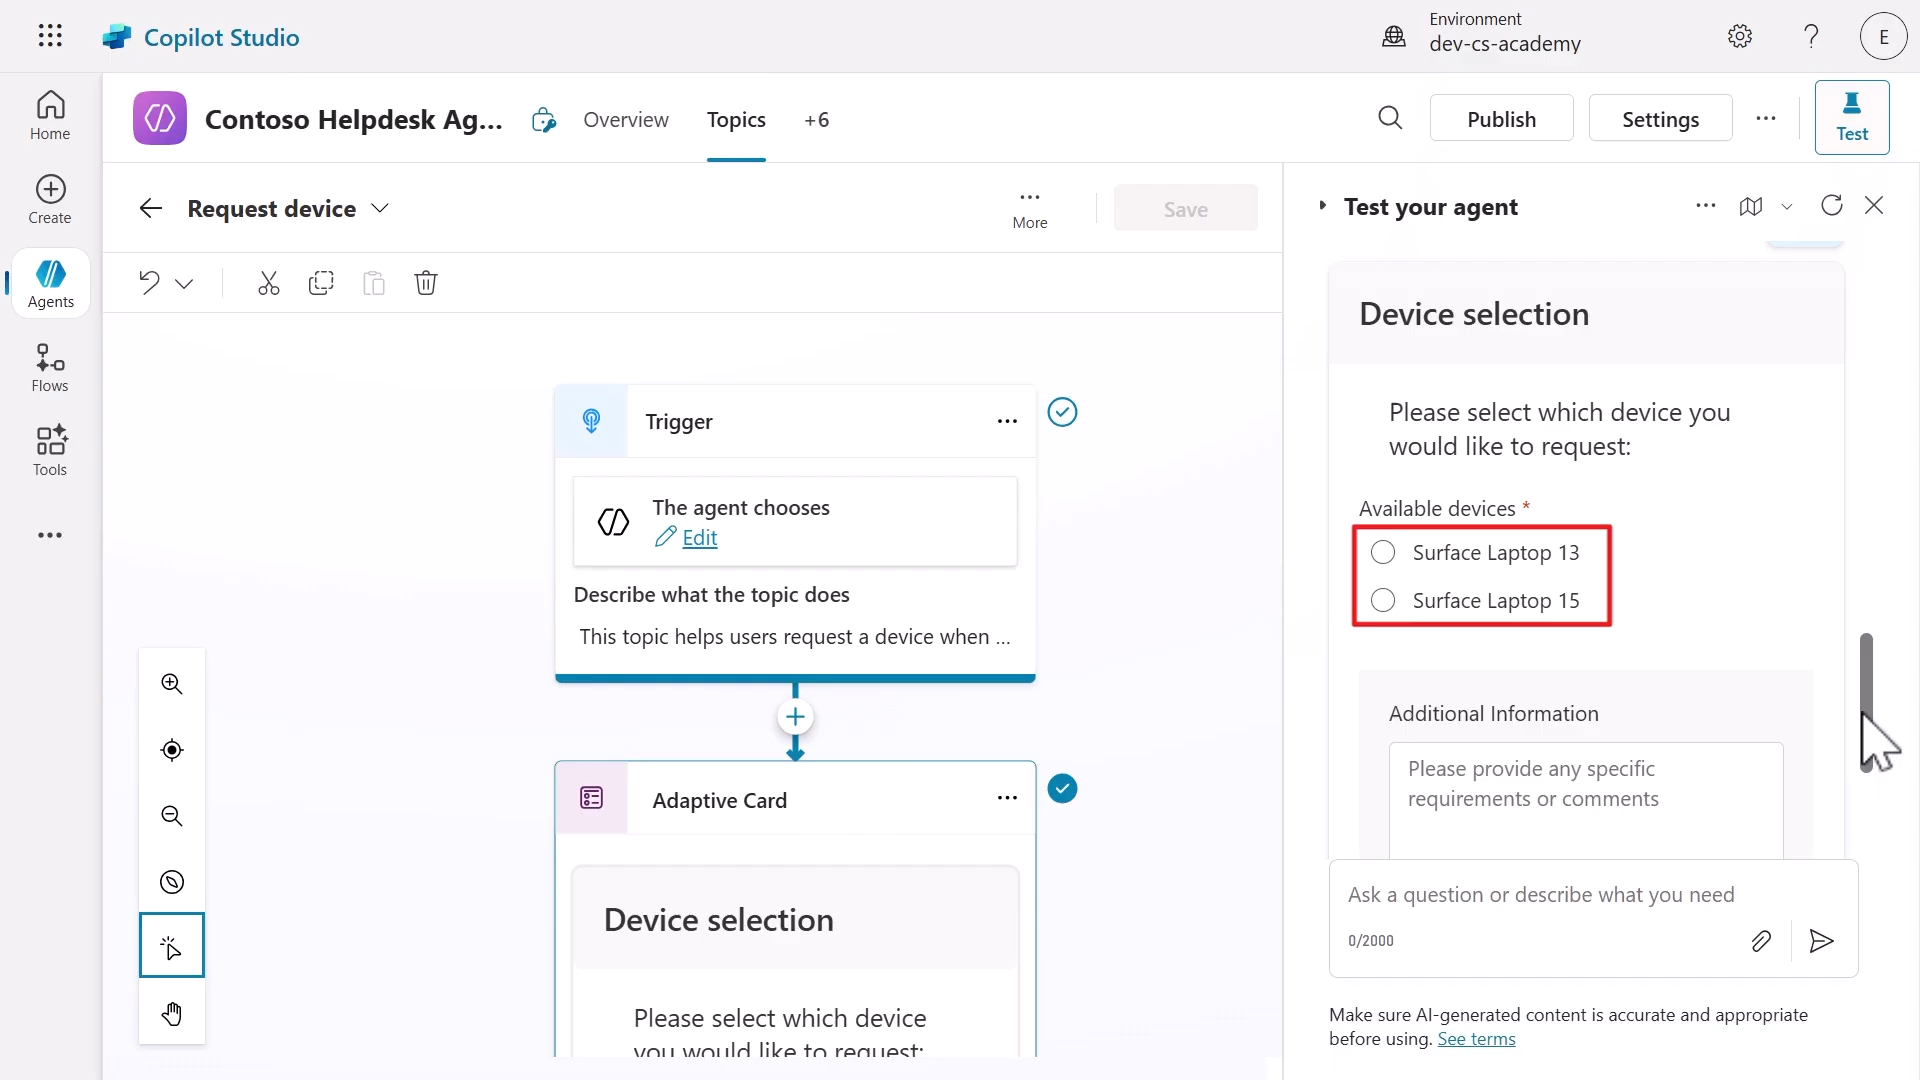 Copilot Studio
Environment
dev-cs-academy
E
Home
Create
Agents
Flows
Tools
Contoso Helpdesk Ag...
Overview
Topics
+6
Publish
Settings
Test
Request device
More
Save
Trigger
The agent chooses
Edit
Describe what the topic does
This topic helps users request a device when ...
Adaptive Card
Device selection
Please select which device
you would like to request:
Test your agent
Device selection
Please select which device you
would like to request:
Available devices *
Surface Laptop 13
Surface Laptop 15
Additional Information
Please provide any specific
requirements or comments
Ask a question or describe what you need
0/2000
Make sure AI-generated content is accurate and appropriate
before using. See terms